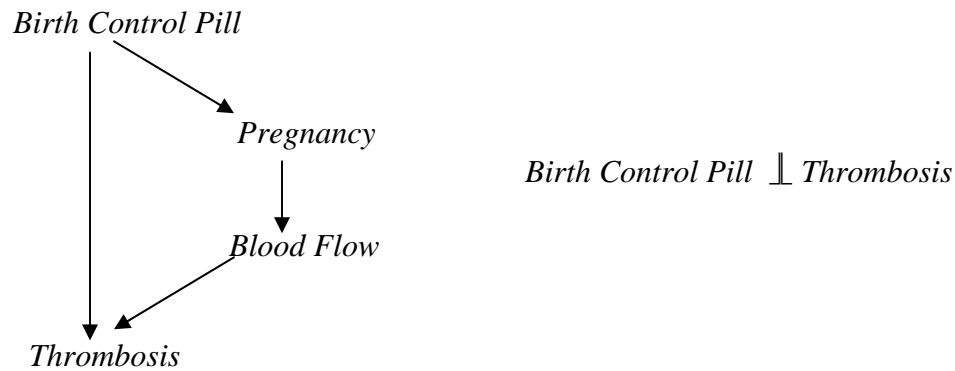 Birth Control Pill
Pregnancy
Birth Control Pill ⫫ Thrombosis
Blood Flow
Thrombosis